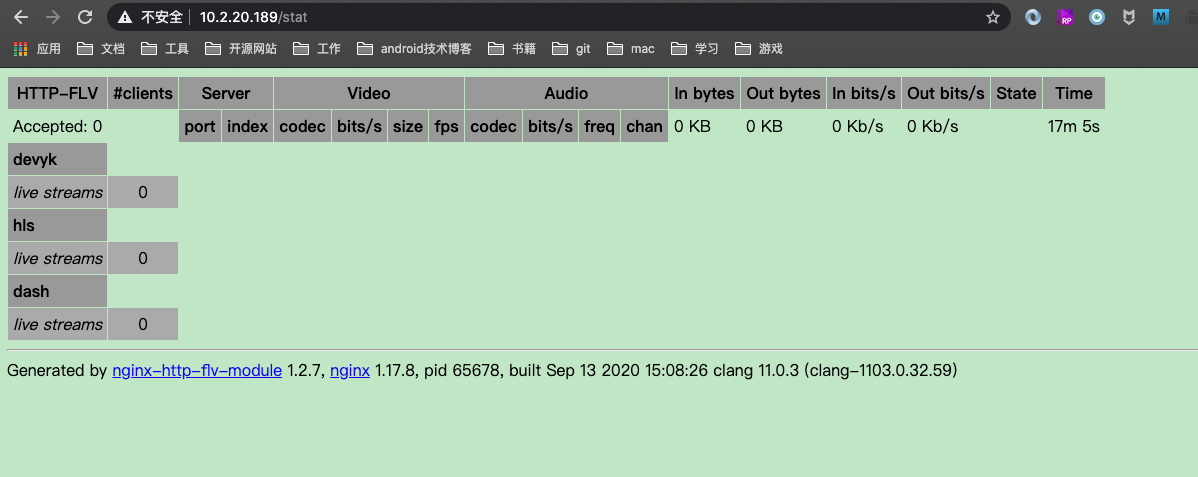 不安全 | 10.2.20.189/stat
应用 文档 工具 开源网站 工作 android技术博客 书籍 git mac 学习 游戏
HTTP-FLV #clients Server Video Audio In bytes Out bytes In bits/s Out bits/s State Time
Accepted: 0 port index codec bits/s size fps codec bits/s freq chan 0 KB 0 KB 0 Kb/s 0 Kb/s 17m 5s
devyk
live streams 0
hls
live streams 0
dash
live streams 0
Generated by nginx-http-flv-module 1.2.7, nginx 1.17.8, pid 65678, built Sep 13 2020 15:08:26 clang 11.0.3 (clang-1103.0.32.59)